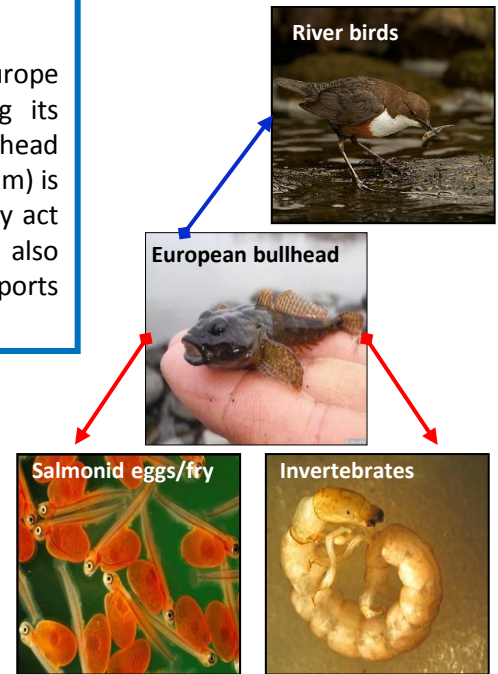 urope
g its
head
m) is
y act
also
ports
River birds
European bullhead
Salmonid eggs/fry
Invertebrates